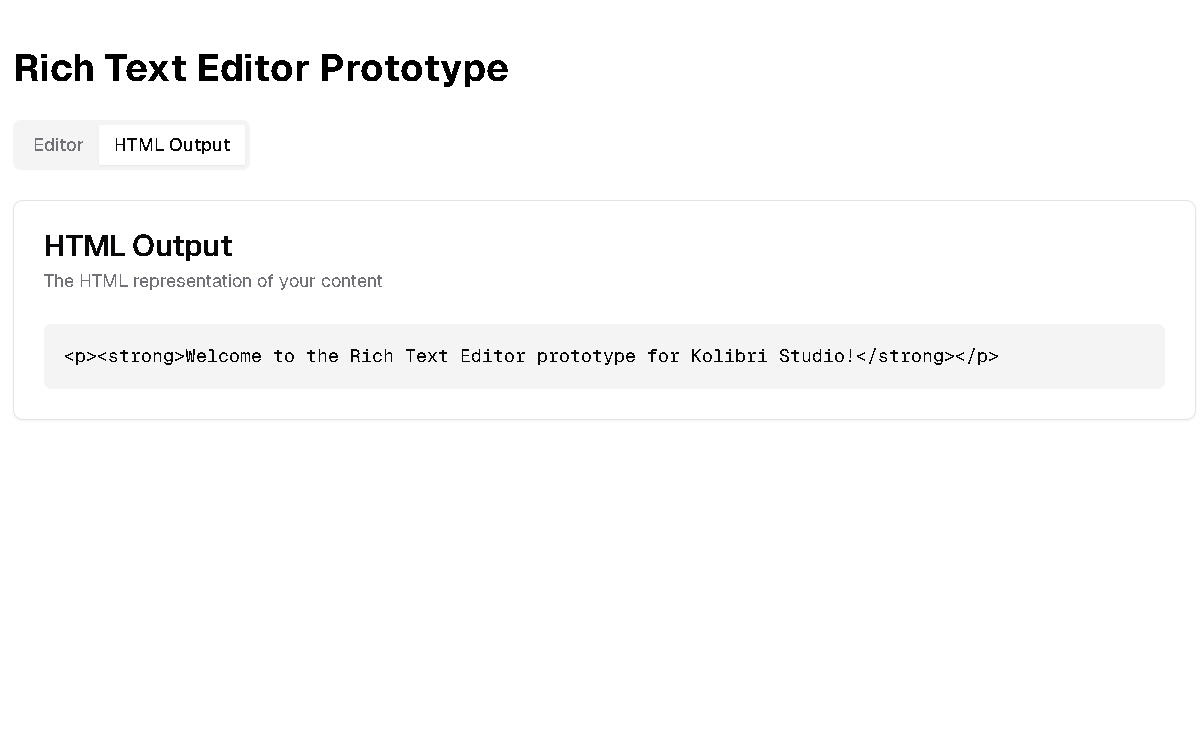 Rich Text Editor Prototype
Editor
HTML Output
HTML Output
The HTML representation of your content
<p><strong>Welcome to the Rich Text Editor prototype for Kolibri Studio!</strong></p>